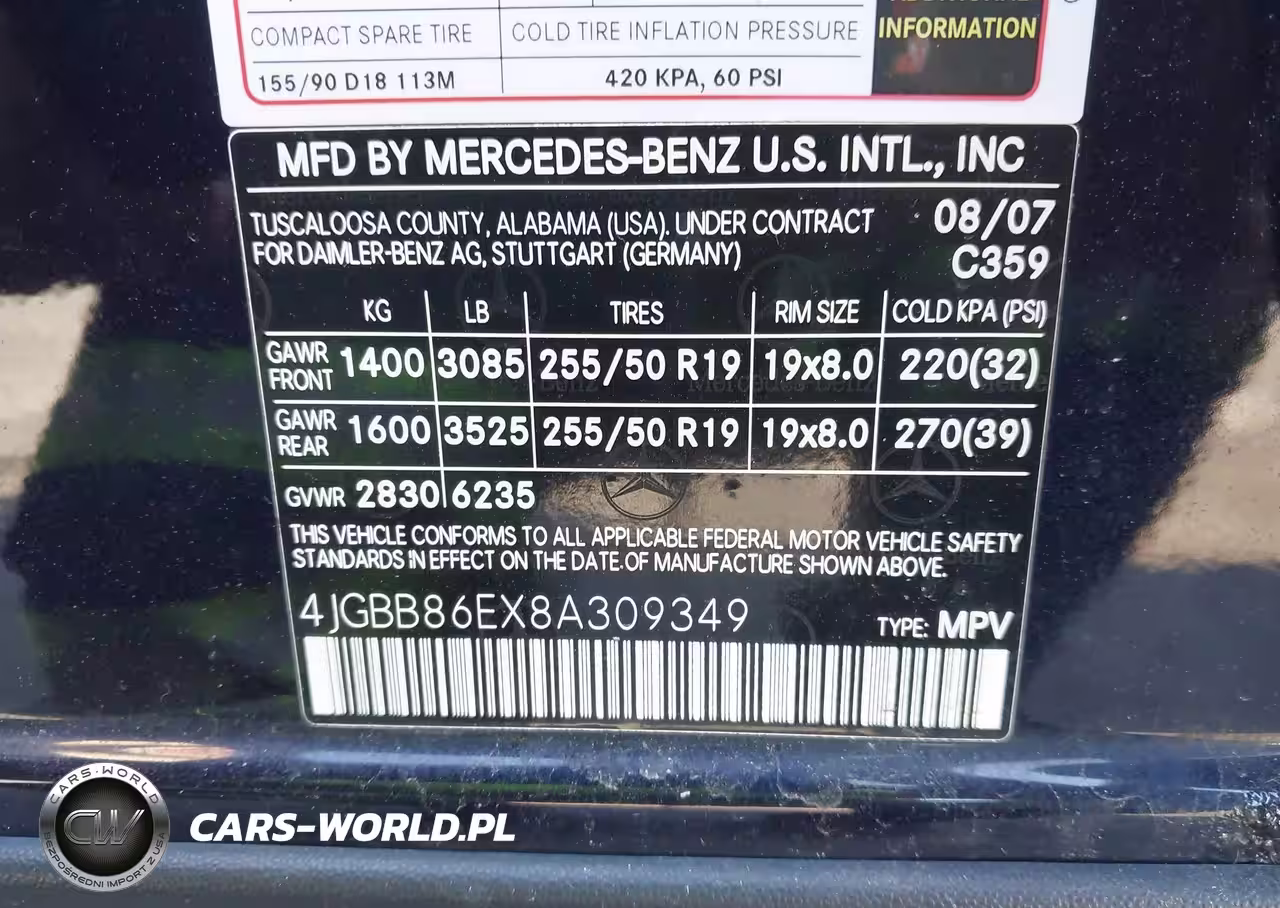 INFORMATION
COMPACT SPARE TIRE COLD TIRE INFLATION PRESSURE
155/90 D18 113M 420 KPA, 60 PSI
MFD BY MERCEDES-BENZ U.S. INTL., INC
TUSCALOOSA COUNTY, ALABAMA (USA). UNDER CONTRACT 08/07
FOR DAIMLER-BENZ AG, STUTTGART (GERMANY) C359
KG LB TIRES RIM SIZE COLD KPA (PSI)
GAWR FRONT 1400 3085 255/50 R19 19x8.0 220(32)
GAWR REAR 1600 3525 255/50 R19 19x8.0 270(39)
GVWR 2830 6235
THIS VEHICLE CONFORMS TO ALL APPLICABLE FEDERAL MOTOR VEHICLE SAFETY
STANDARDS IN EFFECT ON THE DATE OF MANUFACTURE SHOWN ABOVE.
4JGBB86EX8A309349 TYPE: MPV
CARS-WORLD
CW
BEZPOŚREDNI IMPORT Z USA
CARS-WORLD.PL